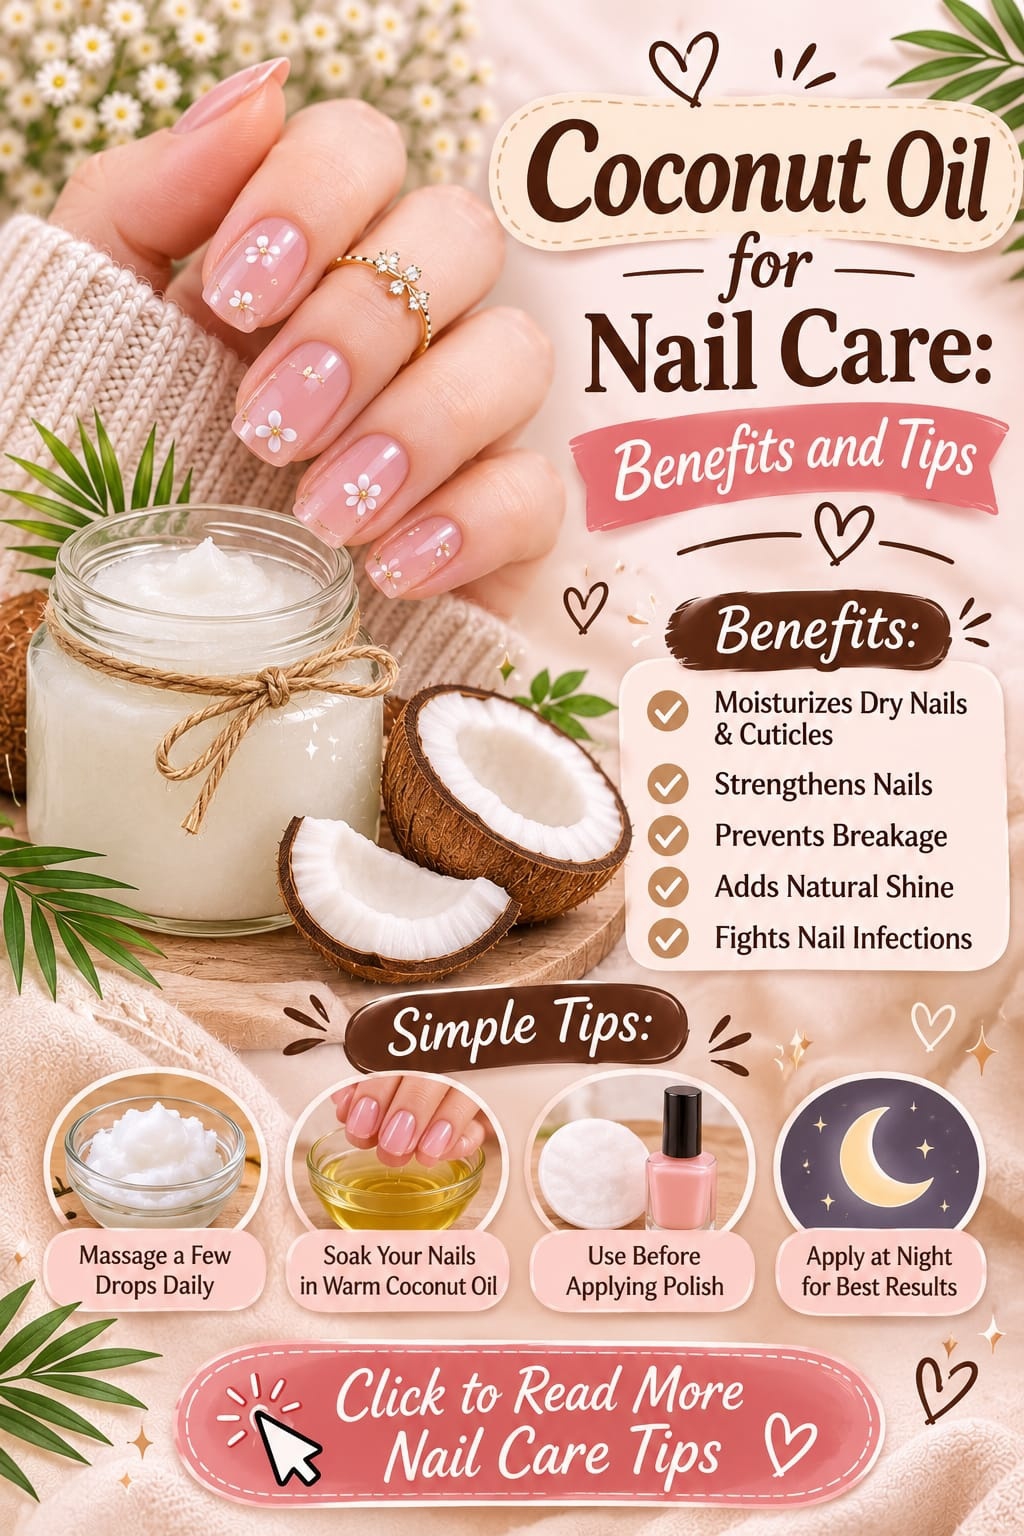 Coconut Oil
for
Nail Care:
Benefits and Tips
Benefits:
Moisturizes Dry Nails
& Cuticles
Strengthens Nails
Prevents Breakage
Adds Natural Shine
Fights Nail Infections
Simple Tips:
Massage a Few
Drops Daily
Soak Your Nails
in Warm Coconut Oil
Use Before
Applying Polish
Apply at Night
for Best Results
Click to Read More
Nail Care Tips